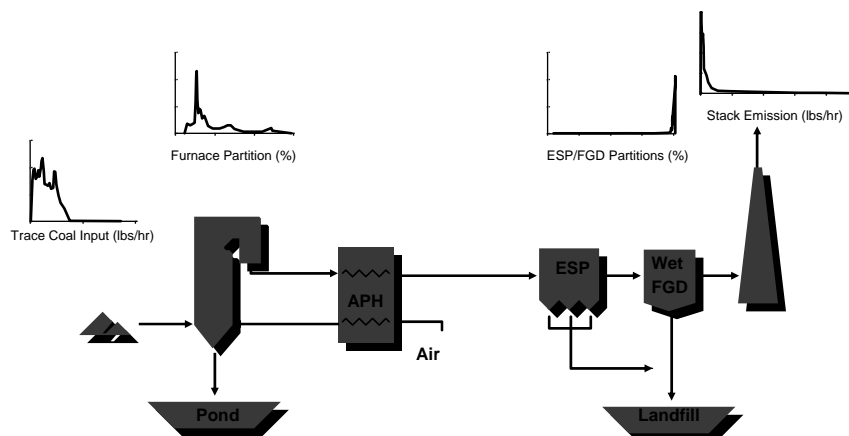 Stack Emission (lbs/hr)
Furnace Partition (%)
ESP/FGD Partitions (%)
Trace Coal Input (lbs/hr)
ESP
Wet
FGD
APH
Air
Pond
Landfill